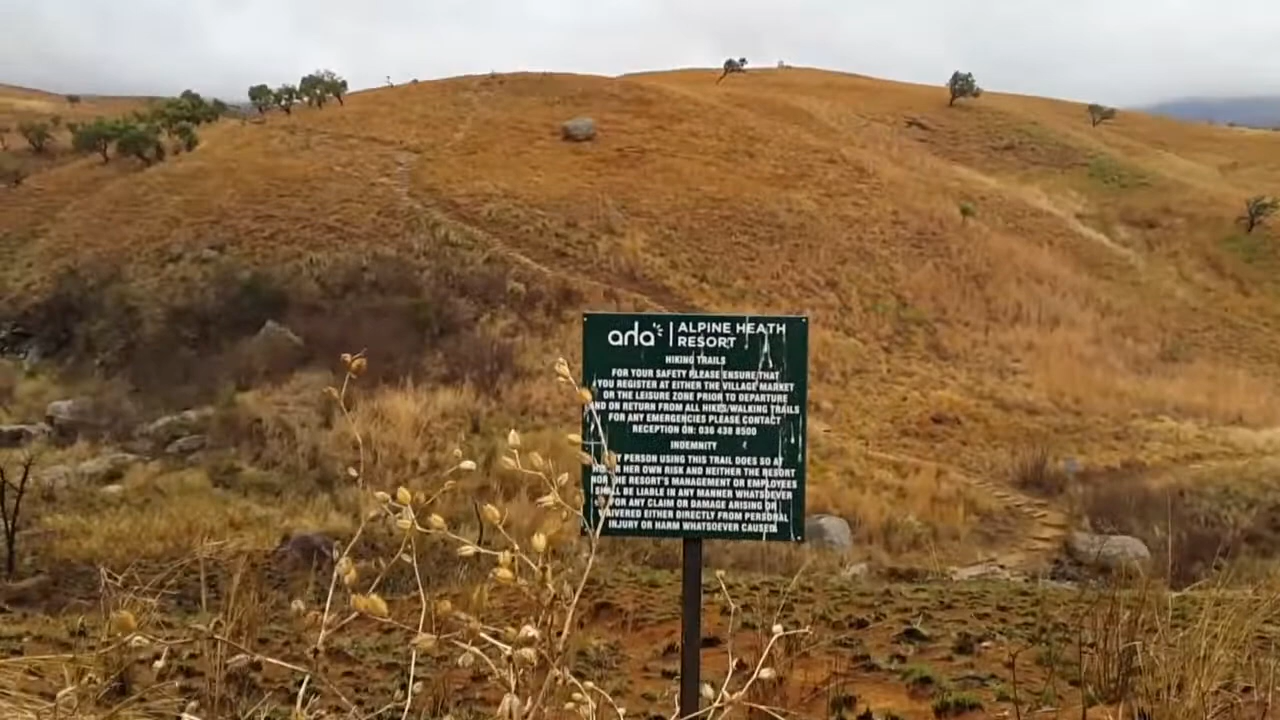 arla
ALPINE HEATH
RESORT
HIKING TRAILS
FOR YOUR SAFETY PLEASE ENSURE THAT
YOU REGISTER AT EITHER THE VILLAGE MARKET
OR THE LEISURE ZONE PRIOR TO DEPARTURE
AND ON RETURN FROM ALL HIKES/WALKING TRAILS
FOR ANY EMERGENCIES PLEASE CONTACT
RECEPTION ON: 036 438 8500
INDEMNITY
PERSON USING THIS TRAIL DOES SO AT
HER OWN RISK AND NEITHER THE RESORT
NOR THE RESORT'S MANAGEMENT OR EMPLOYEES
SHALL BE LIABLE IN ANY MANNER WHATSOEVER
FOR ANY CLAIM OR DAMAGE ARISING OR
WAIVERED EITHER DIRECTLY FROM PERSONAL
INJURY OR HARM WHATSOEVER CAUSED